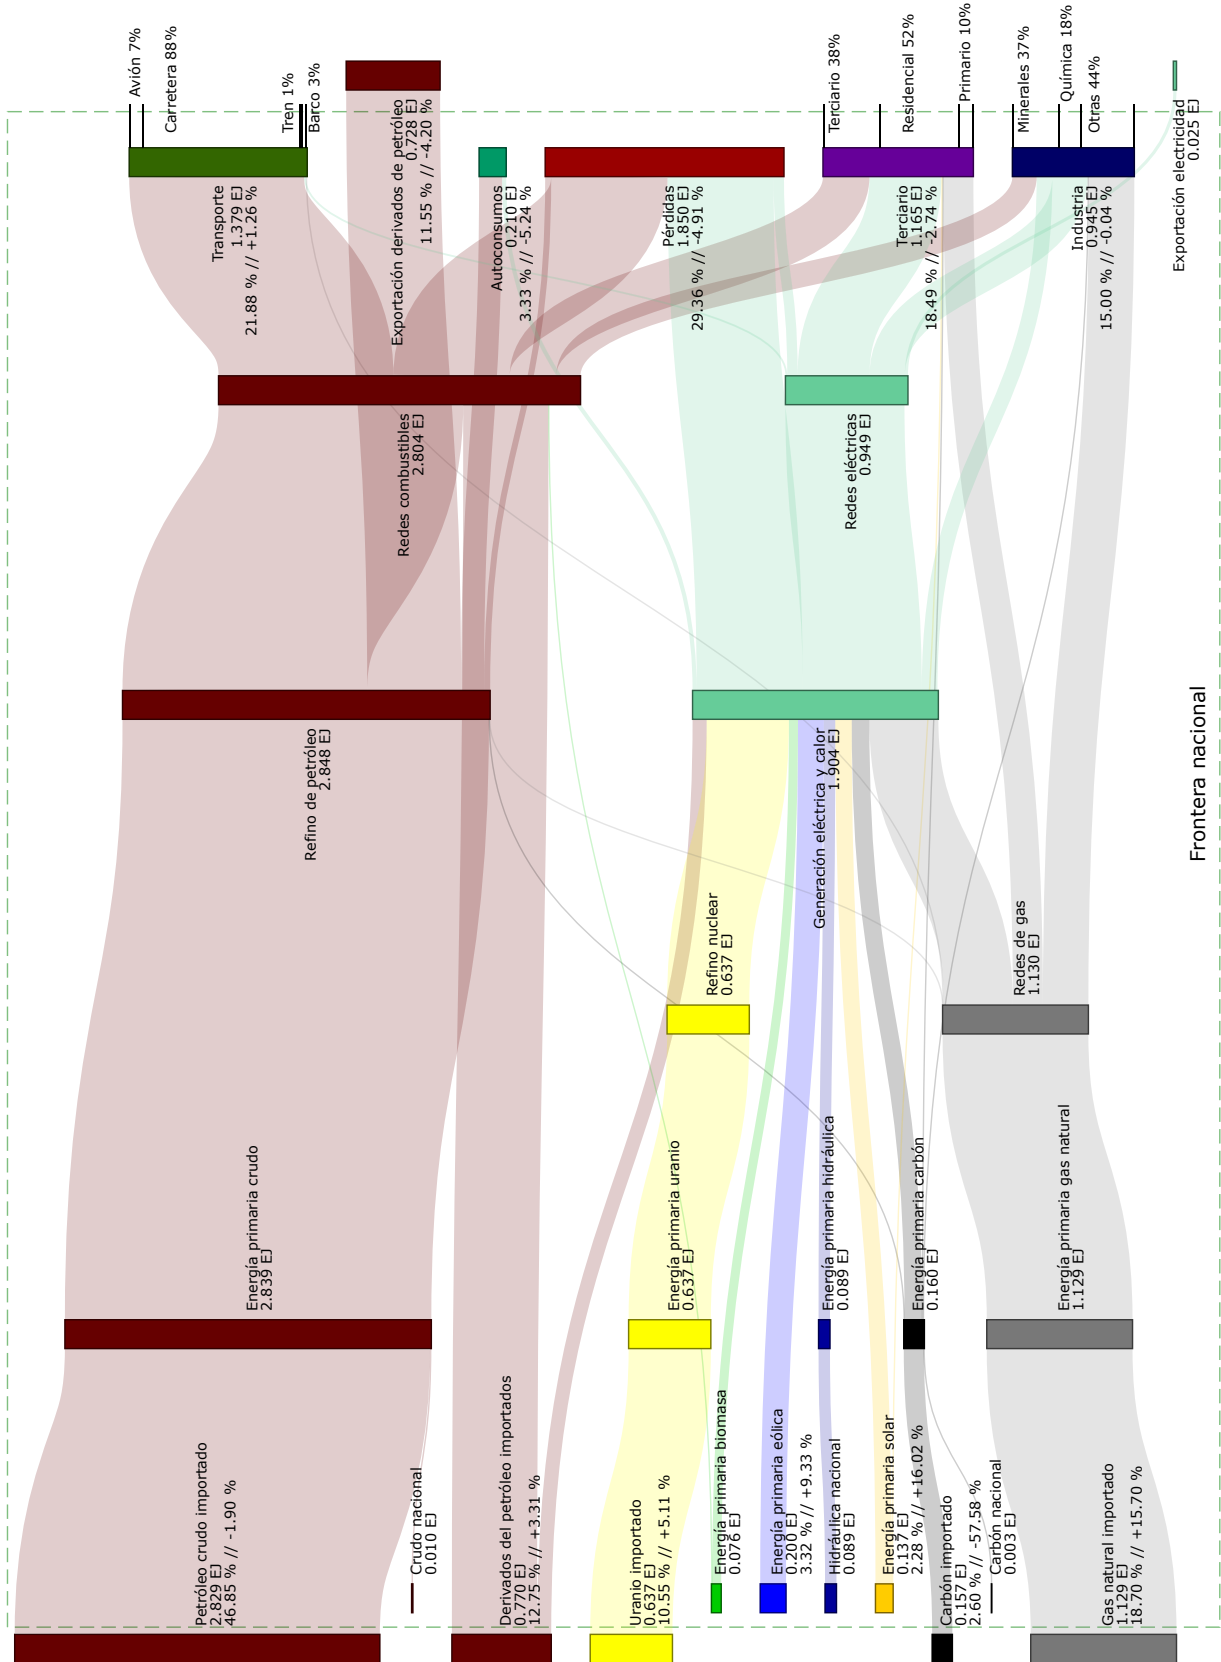 Petróleo crudo importado
2.829 EJ
46.85 % // -1.90 %
Crudo nacional
0.010 EJ
Derivados del petróleo importados
0.770 EJ
12.75 % // +3.31 %
Uranio importado
0.637 EJ
10.55 % // +5.11 %
Energía primaria biomasa
0.076 EJ
Energía primaria eólica
0.200 EJ
3.32 % // +9.33 %
Hidráulica nacional
0.089 EJ
Energía primaria solar
0.137 EJ
2.28 % // +16.02 %
Carbón importado
0.157 EJ
2.60 % // -57.58 %
Carbón nacional
0.003 EJ
Gas natural importado
1.129 EJ
18.70 % // +15.70 %
Energía primaria crudo
2.839 EJ
Energía primaria uranio
0.637 EJ
Energía primaria hidráulica
0.089 EJ
Energía primaria carbón
0.160 EJ
Energía primaria gas natural
1.129 EJ
Refino nuclear
0.637 EJ
Redes de gas
1.130 EJ
Refino de petróleo
2.848 EJ
Generación eléctrica y calor
1.904 EJ
Redes combustibles
2.804 EJ
Redes eléctricas
0.949 EJ
Transporte
1.379 EJ
21.88 % // +1.26 %
Exportación derivados de petróleo
0.728 EJ
11.55 % // -4.20 %
Autoconsumos
0.210 EJ
3.33 % // -5.24 %
Pérdidas
1.850 EJ
29.36 % // -4.91 %
Terciario
1.165 EJ
18.49 % // -2.74 %
Industria
0.945 EJ
15.00 % // -0.04 %
Exportación electricidad
0.025 EJ
Avión 7%
Carretera 88%
Tren 1%
Barco 3%
Terciario 38%
Residencial 52%
Primario 10%
Minerales 37%
Química 18%
Otras 44%
Frontera nacional